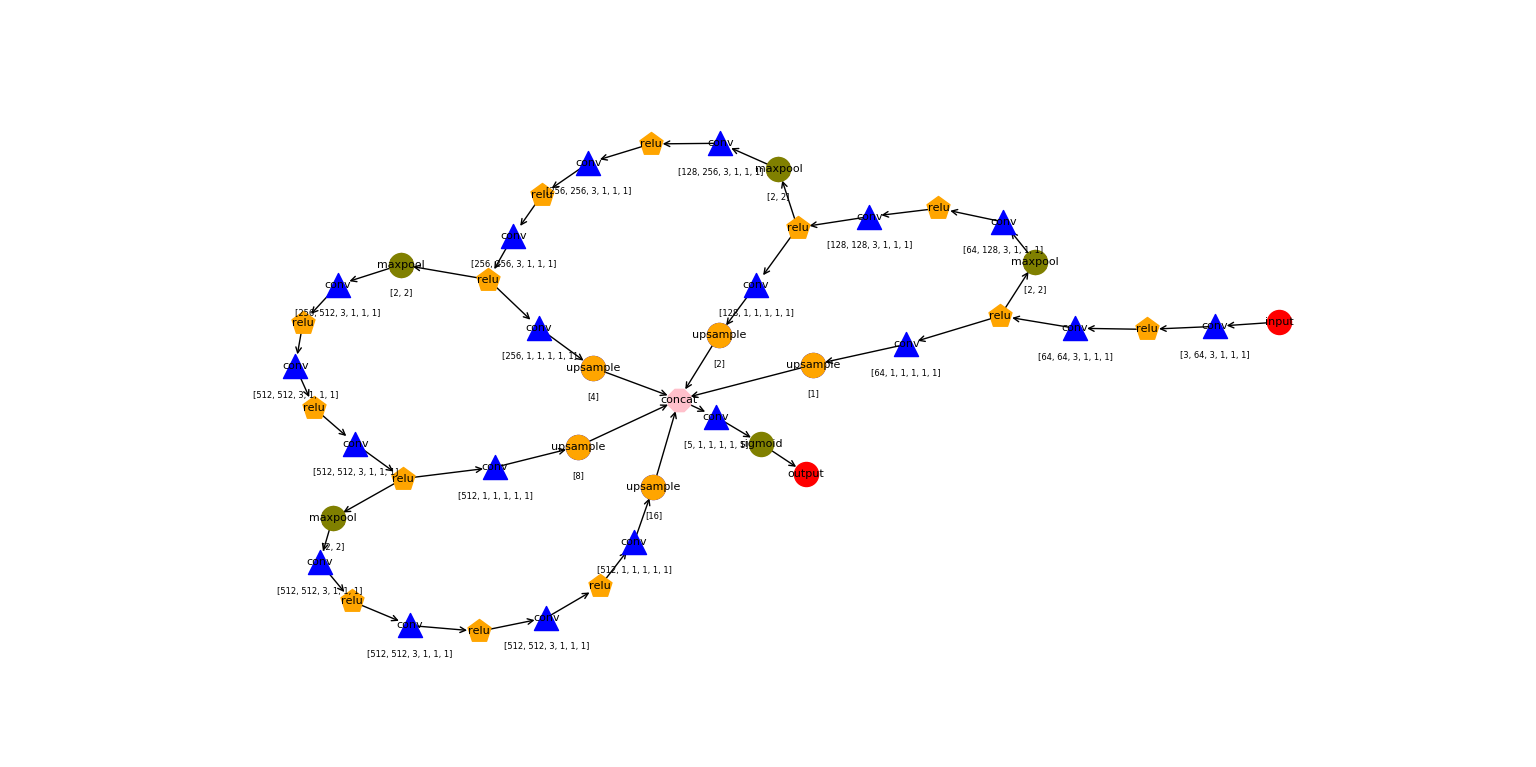 conv
relu
conv
maxpool
[128, 256, 3, 1, 1, 1]
conv
[256, 256, 3, 1, 1, 1]
relu
[2, 2]
relu
conv
conv
relu
[128, 128, 3, 1, 1, 1]
conv
[64, 128, 3, 1, 1, 1]
maxpool
[2, 2]
conv
[256, 256, 3, 1, 1, 1]
maxpool
[2, 2]
relu
conv
[256, 512, 3, 1, 1, 1]
relu
conv
[128, 1, 1, 1, 1, 1]
relu
conv
[64, 64, 3, 1, 1, 1]
relu
conv
[3, 64, 3, 1, 1, 1]
input
conv
[256, 1, 1, 1, 1, 1]
upsample
[2]
conv
[64, 1, 1, 1, 1, 1]
upsample
[1]
upsample
[4]
conv
[512, 512, 3, 1, 1, 1]
relu
concat
conv
[5, 1, 1, 1, 1, 1]
sigmoid
output
conv
[512, 512, 3, 1, 1, 1]
relu
conv
[512, 1, 1, 1, 1, 1]
upsample
[8]
upsample
[16]
maxpool
[2, 2]
conv
[512, 512, 3, 1, 1, 1]
relu
conv
[512, 512, 3, 1, 1, 1]
relu
conv
[512, 512, 3, 1, 1, 1]
relu
conv
[512, 1, 1, 1, 1, 1]